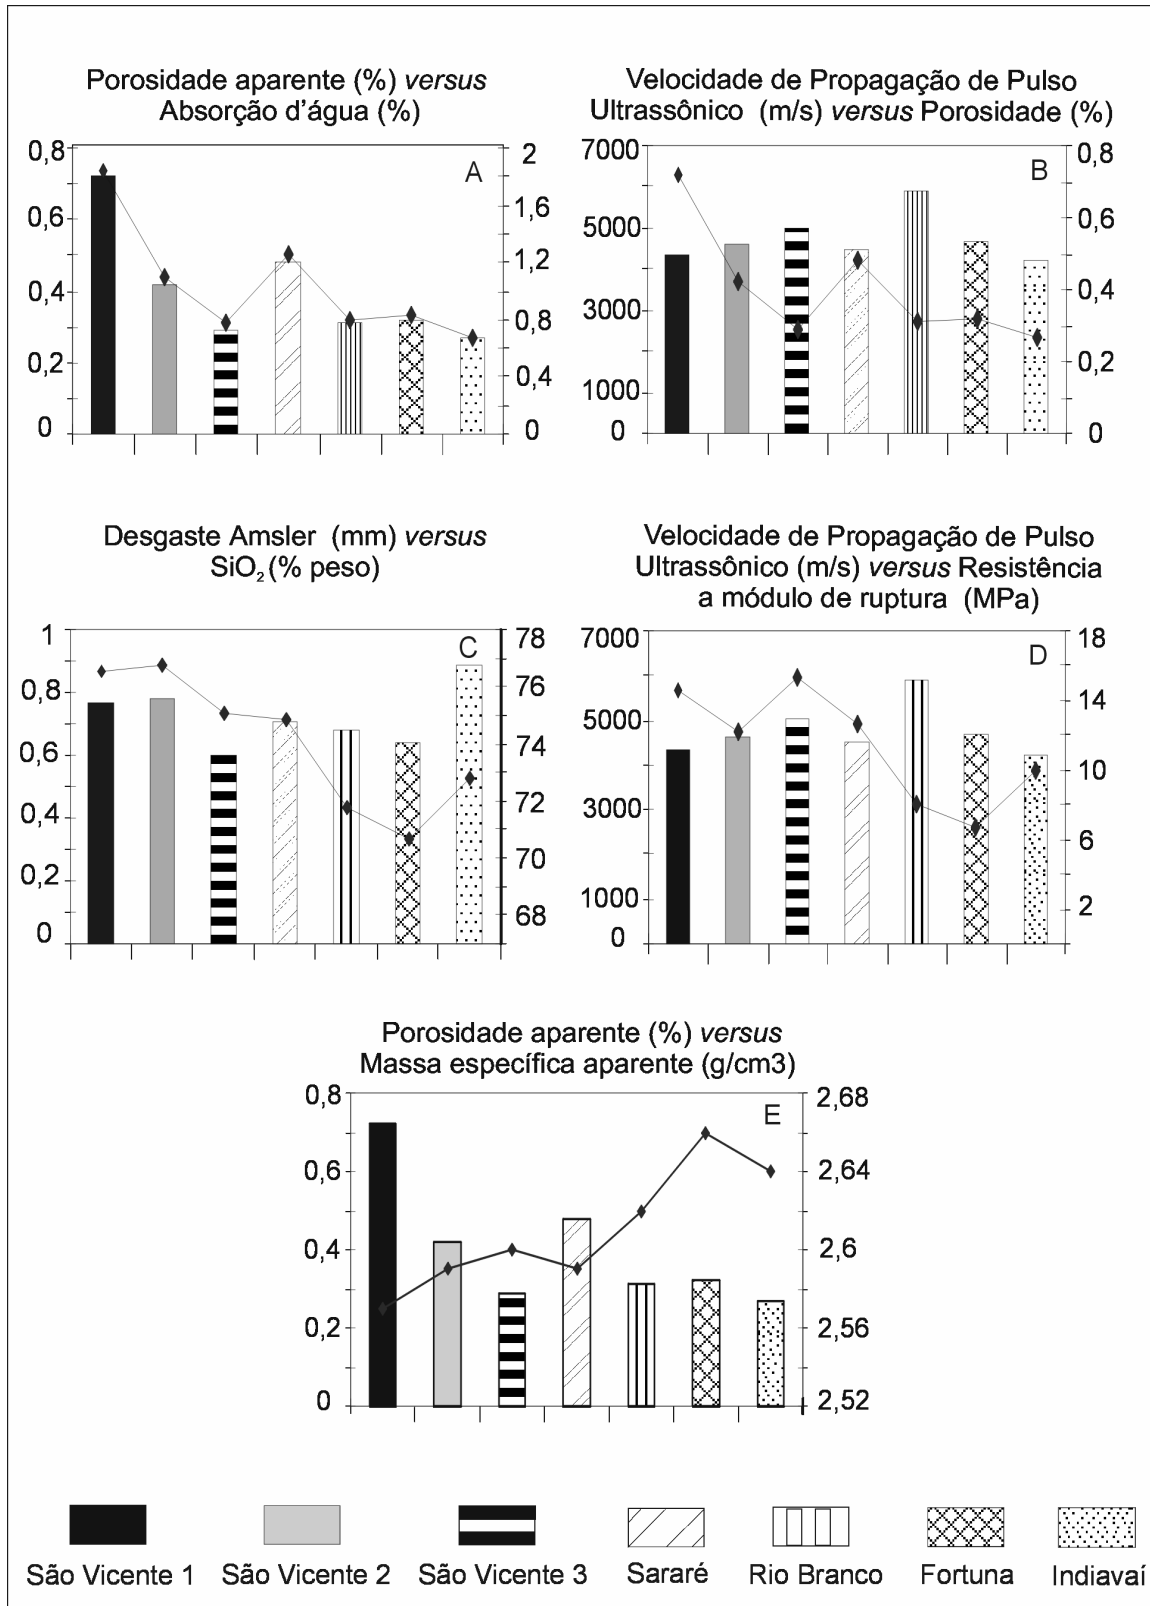 Porosidade aparente (%) versus
Absorção d'água (%)
0,8
0,6
0,4
0,2
0
A
2
1,6
1,2
0,8
0,4
0
Velocidade de Propagação de Pulso
Ultrassônico (m/s) versus Porosidade (%)
7000
5000
3000
1000
0
B
0,8
0,6
0,4
0,2
0
Desgaste Amsler (mm) versus
SiO₂ (% peso)
1
0,8
0,6
0,4
0,2
0
C
78
76
74
72
70
68
Velocidade de Propagação de Pulso
Ultrassônico (m/s) versus Resistência
a módulo de ruptura (MPa)
7000
5000
3000
1000
0
D
18
14
10
6
2
Porosidade aparente (%) versus
Massa específica aparente (g/cm3)
0,8
0,6
0,4
0,2
0
E
2,68
2,64
2,6
2,56
2,52
São Vicente 1
São Vicente 2
São Vicente 3
Sararé
Rio Branco
Fortuna
Indiavaí